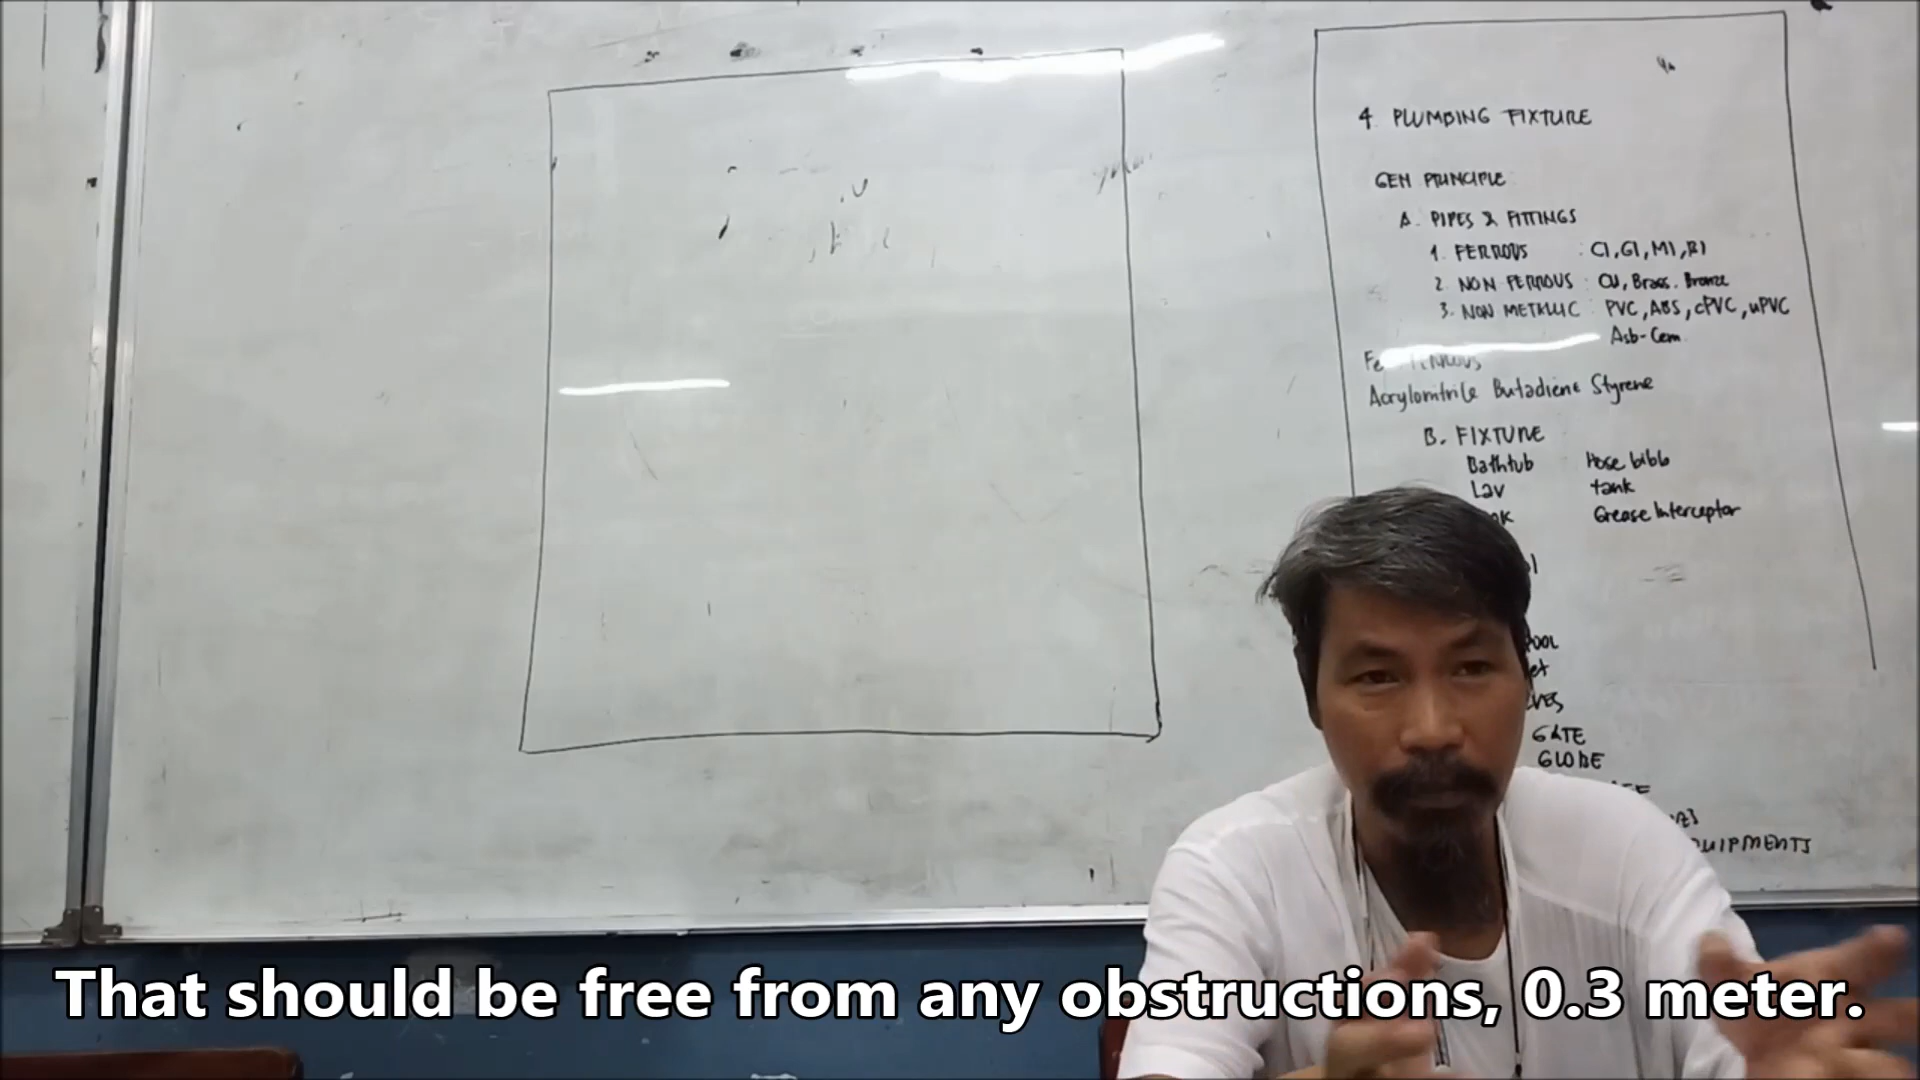 4. PLUMBING FIXTURE
GEN PRINCIPLE
A. PIPES & FITTINGS
1. FERROUS : CI, GI, MI, BI
2. NON FERROUS : CU, Brass. Bronze
3. NON METALLIC : PVC, ABS, cPVC, uPVC
Asb-Cem.
Acrylonitrile Butadiene Styrene
B. FIXTURE
Bathtub Hose bibb
Lav tank
Grease Interceptor
GATE
GLOBE
That should be free from any obstructions, 0.3 meter.